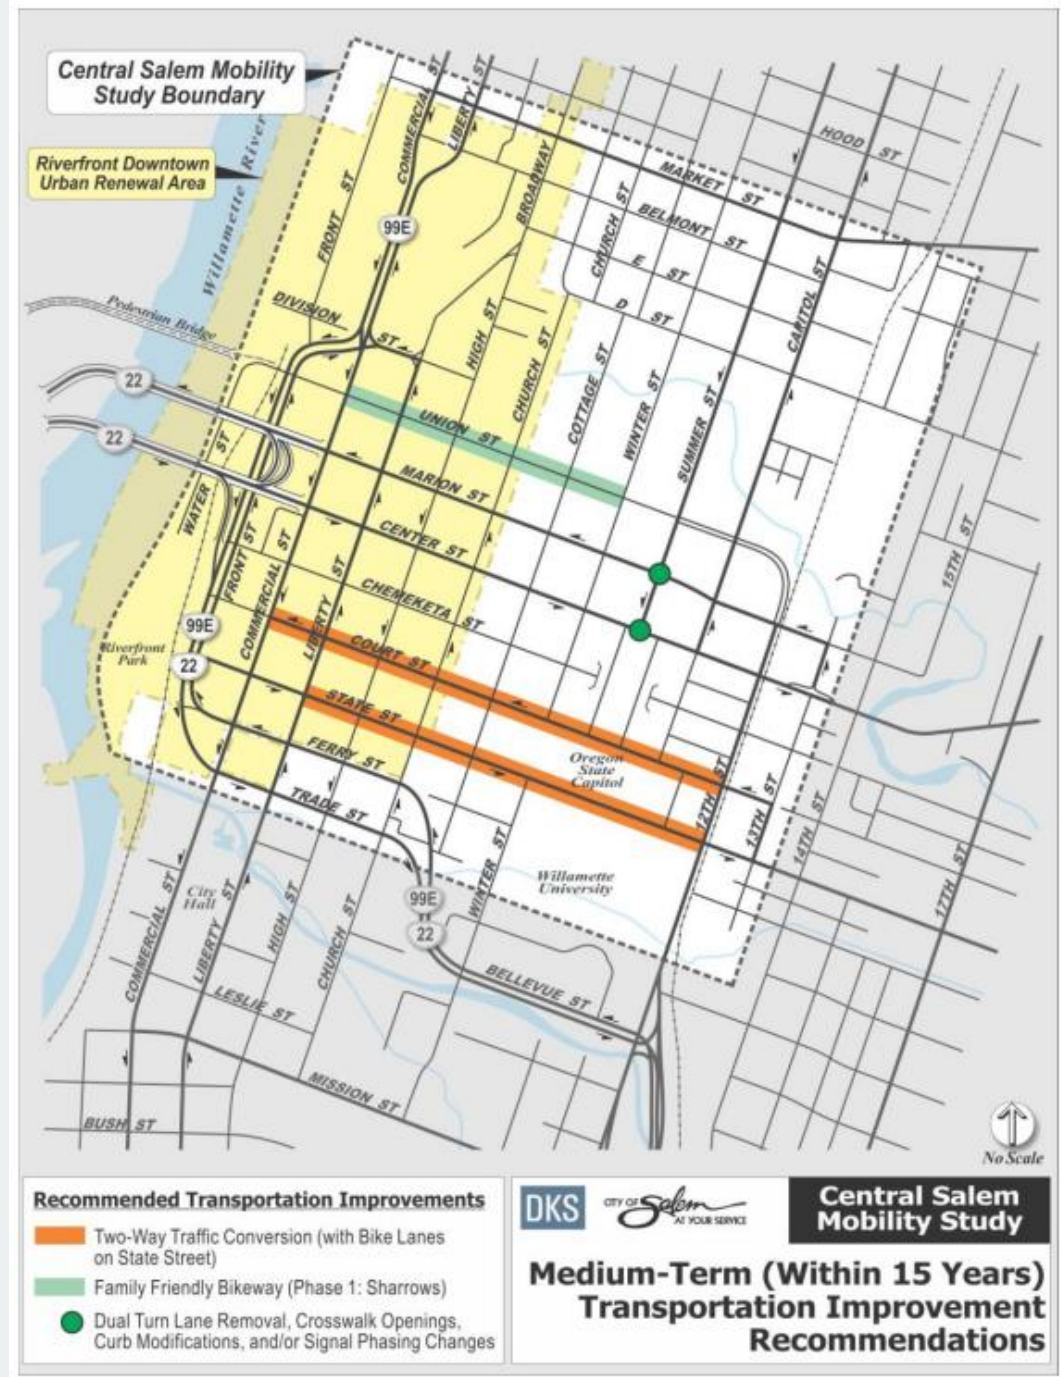 Central Salem Mobility
Study Boundary
Riverfront Downtown
Urban Renewal Area
Willamette River
Pedestrian Bridge
COMMERCIAL ST
LIBERTY ST
FRONT ST
BROADWAY
CHURCH ST
MARKET ST
HOOD ST
BELMONT ST
E ST
D ST
CAPITOL ST
99E
DIVISION ST
HIGH ST
CHURCH ST
COTTAGE ST
WINTER ST
SUMMER ST
22
22
UNION ST
MARION ST
CENTER ST
WATER ST
FRONT ST
COMMERCIAL ST
LIBERTY ST
CHEMEKETA ST
15TH ST
99E
22
Riverfront
Park
COURT ST
STATE ST
FERRY ST
TRADE ST
Oregon
State
Capitol
12TH ST
13TH ST
14TH ST
17TH ST
WINTER ST
Willamette
University
City
Hall
99E
22
COMMERCIAL ST
LIBERTY ST
HIGH ST
CHURCH ST
LESLIE ST
BELLEVUE ST
MISSION ST
BUSH ST
No Scale
Recommended Transportation Improvements
Two-Way Traffic Conversion (with Bike Lanes
on State Street)
Family Friendly Bikeway (Phase 1: Sharrows)
Dual Turn Lane Removal, Crosswalk Openings,
Curb Modifications, and/or Signal Phasing Changes
DKS
CITY OF Salem
AT YOUR SERVICE
Central Salem
Mobility Study
Medium-Term (Within 15 Years)
Transportation Improvement
Recommendations